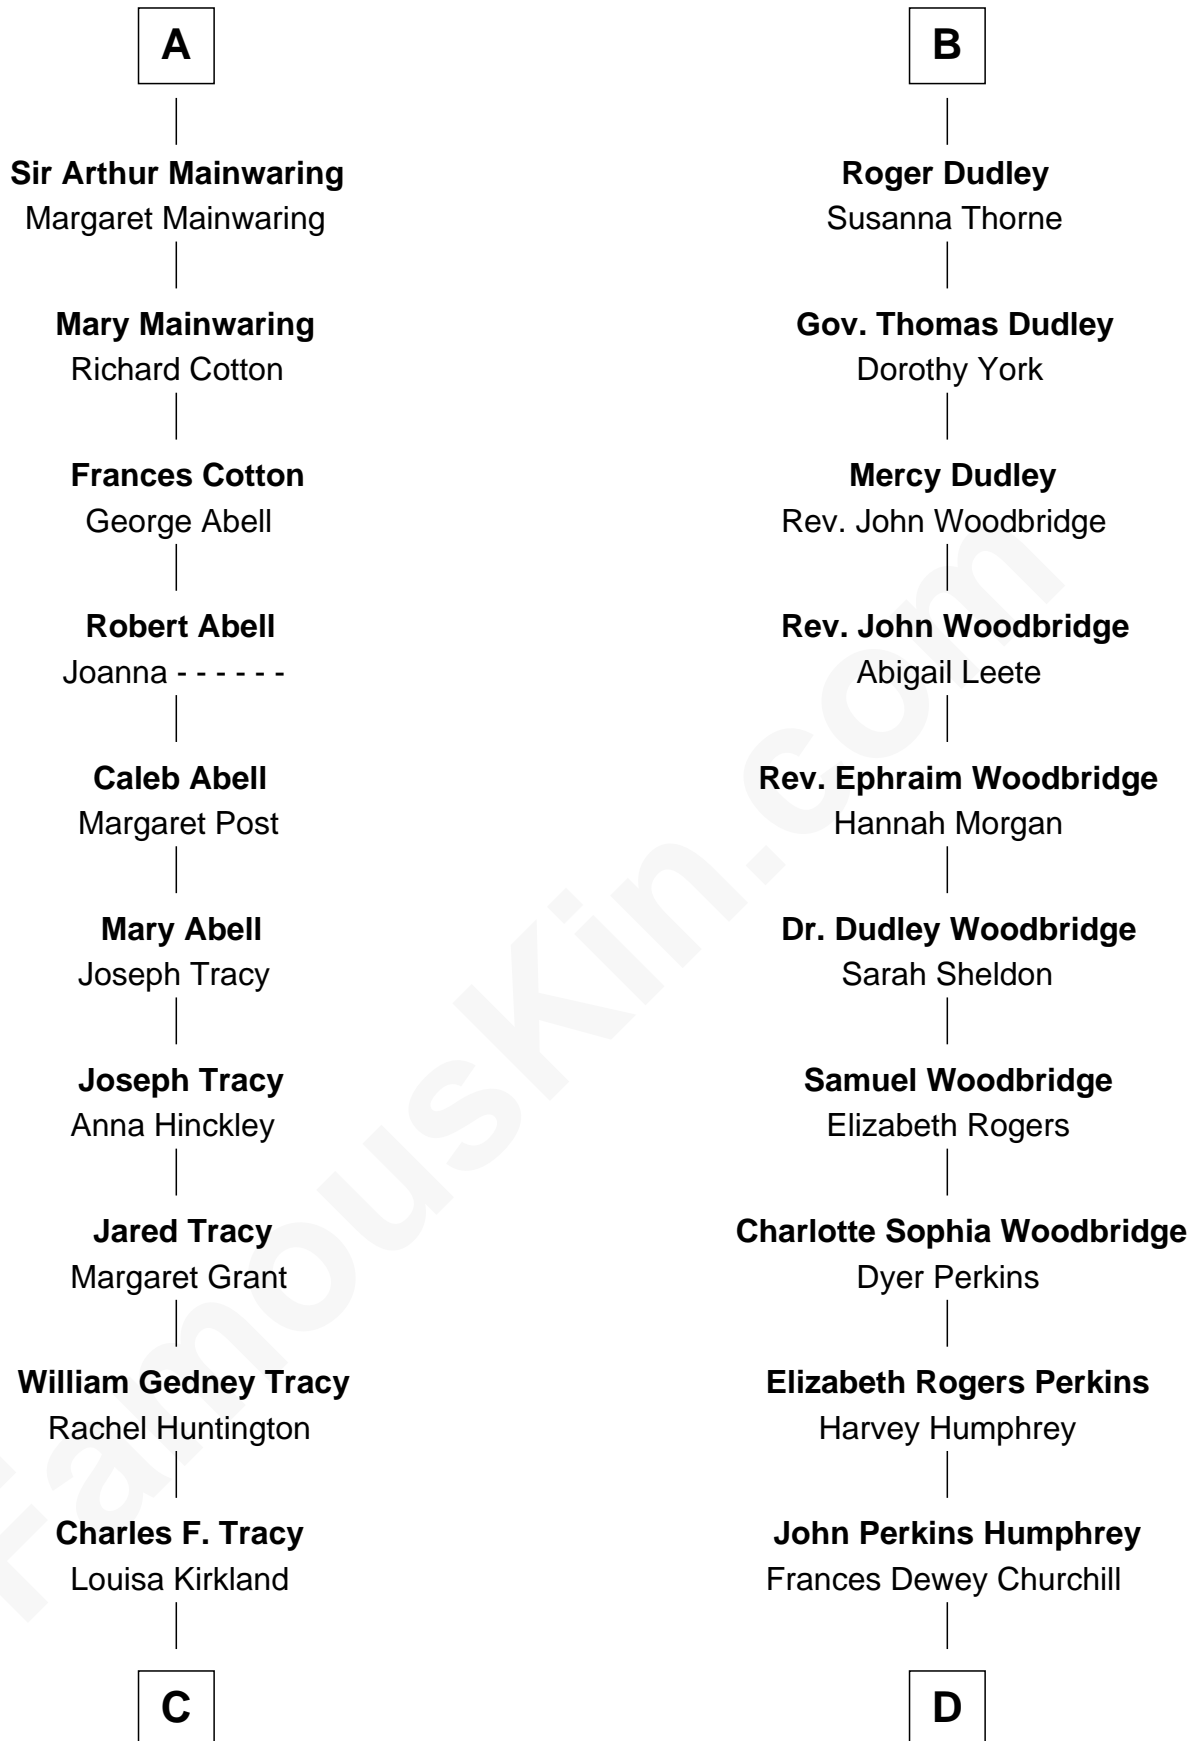 A
Sir Arthur Mainwaring
Margaret Mainwaring
Mary Mainwaring
Richard Cotton
Frances Cotton
George Abell
Robert Abell
Joanna - - - - - -
Caleb Abell
Margaret Post
Mary Abell
Joseph Tracy
Joseph Tracy
Anna Hinckley
Jared Tracy
Margaret Grant
William Gedney Tracy
Rachel Huntington
Charles F. Tracy
Louisa Kirkland
C
B
Roger Dudley
Susanna Thorne
Gov. Thomas Dudley
Dorothy York
Mercy Dudley
Rev. John Woodbridge
Rev. John Woodbridge
Abigail Leete
Rev. Ephraim Woodbridge
Hannah Morgan
Dr. Dudley Woodbridge
Sarah Sheldon
Samuel Woodbridge
Elizabeth Rogers
Charlotte Sophia Woodbridge
Dyer Perkins
Elizabeth Rogers Perkins
Harvey Humphrey
John Perkins Humphrey
Frances Dewey Churchill
D
FamousKin.com